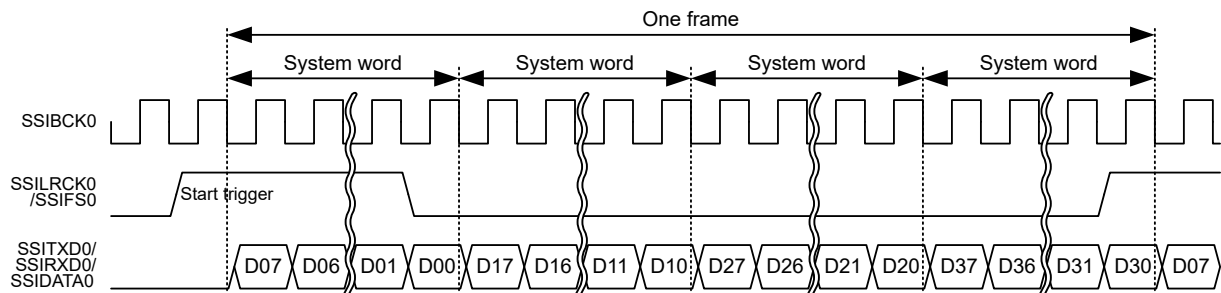 One frame
System word System word System word System word
SSIBCK0
SSILRCK0
/SSIFS0
Start trigger
SSITXD0/
SSIRXD0/
SSIDATA0
D07 D06 D01 D00 D17 D16 D11 D10 D27 D26 D21 D20 D37 D36 D31 D30 D07